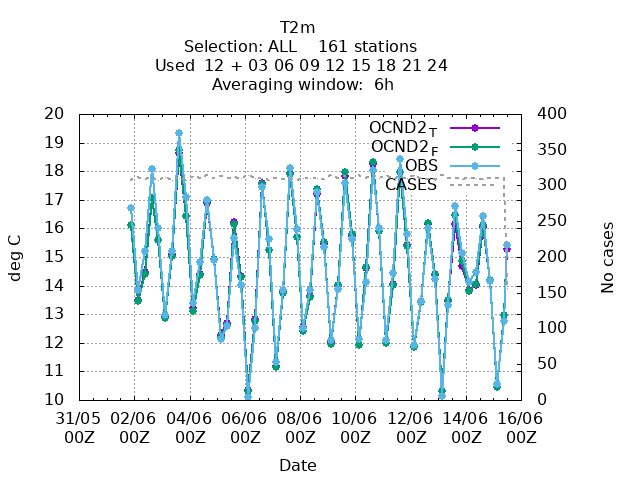 T2m
Selection: ALL    161 stations
Used  12 + 03 06 09 12 15 18 21 24
Averaging window:  6h
20
19
18
17
16
15
14
13
12
11
10
400
350
300
250
200
150
100
50
0
OCND2T
OCND2F
OBS
CASES
deg C
No cases
31/05 02/06 04/06 06/06 08/06 10/06 12/06 14/06 16/06
00Z 00Z 00Z 00Z 00Z 00Z 00Z 00Z 00Z
Date